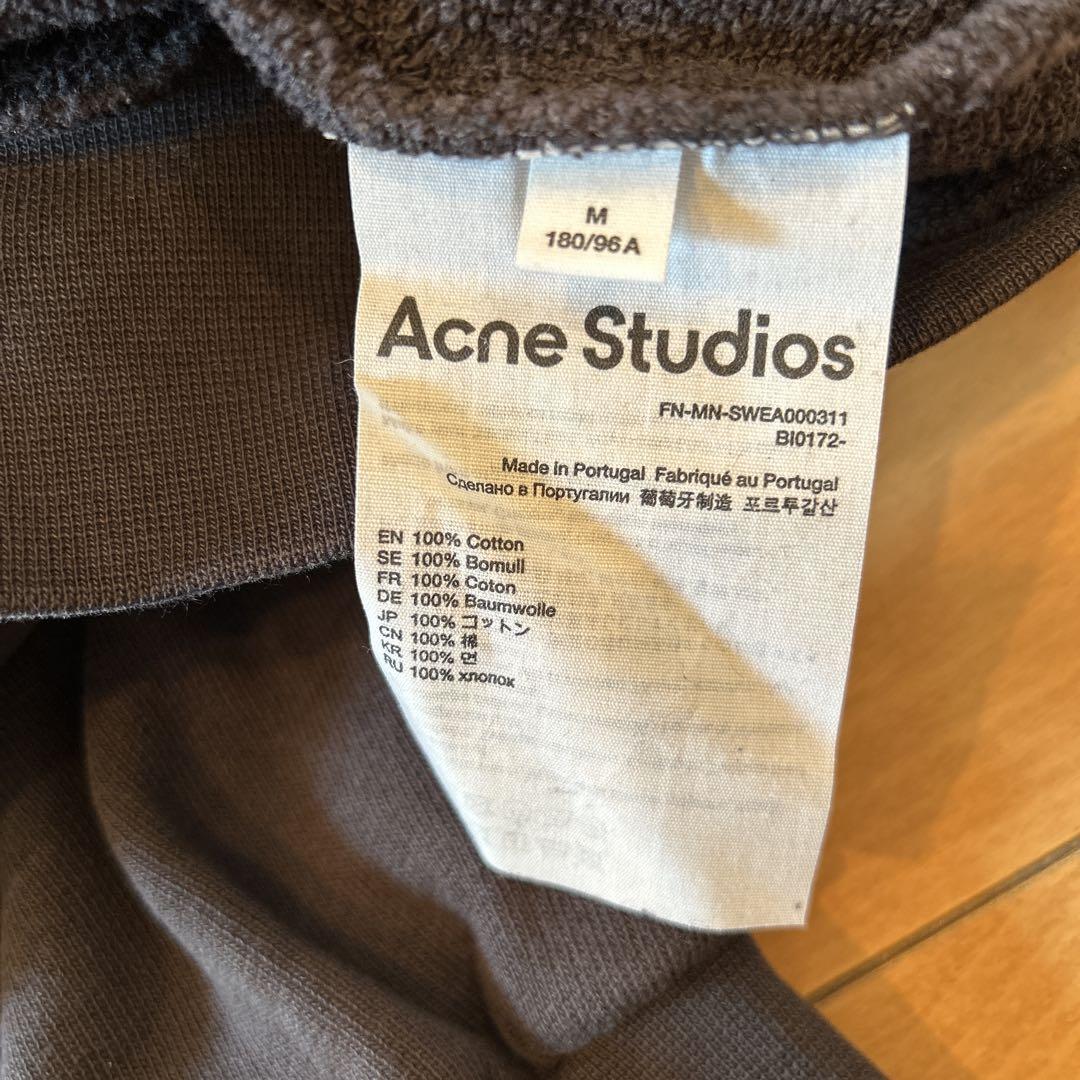 M
180/96A
Acne Studios
FN-MN-SWEA000311
BI0172-
Made in Portugal Fabriqué au Portugal
Сделано в Португалии 葡萄牙制造 포르투갈산
EN 100% Cotton
SE 100% Bomull
FR 100% Coton
DE 100% Baumwolle
JP 100% コットン
CN 100% 棉
KR 100% 면
RU 100% хлопок